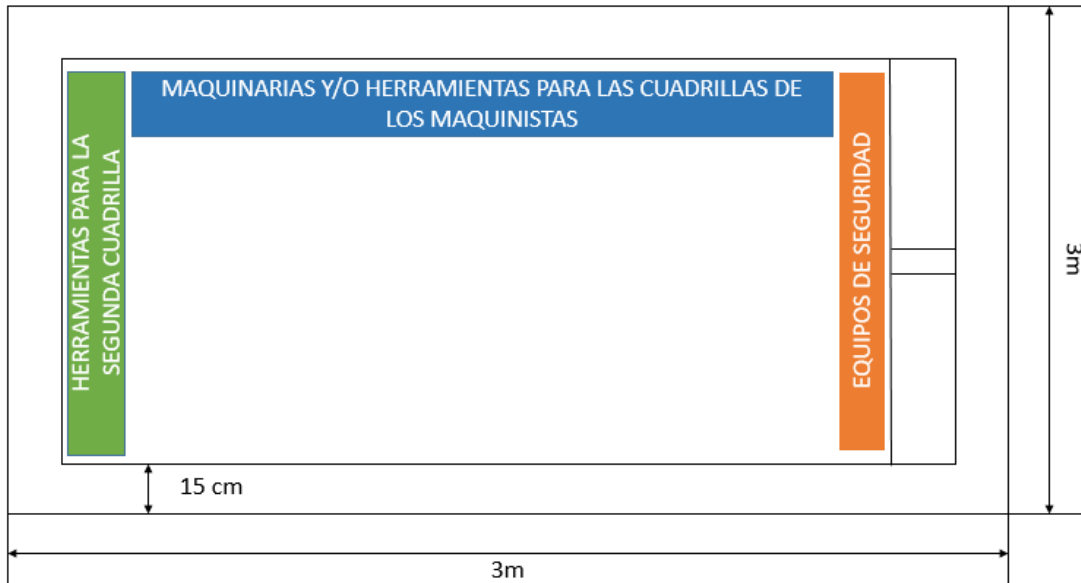 MAQUINARIAS Y/O HERRAMIENTAS PARA LAS CUADRILLAS DE
LOS MAQUINISTAS
HERRAMIENTAS PARA LA
SEGUNDA CUADRILLA
EQUIPOS DE SEGURIDAD
3m
15 cm
3m